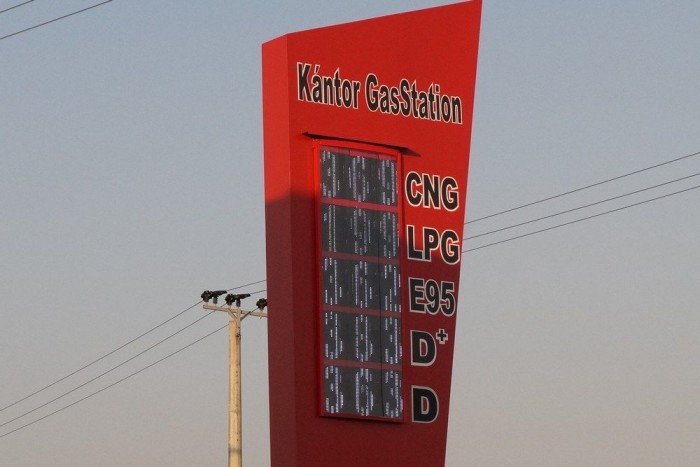 Kántor GasStation
CNG
LPG
E95
D+
D